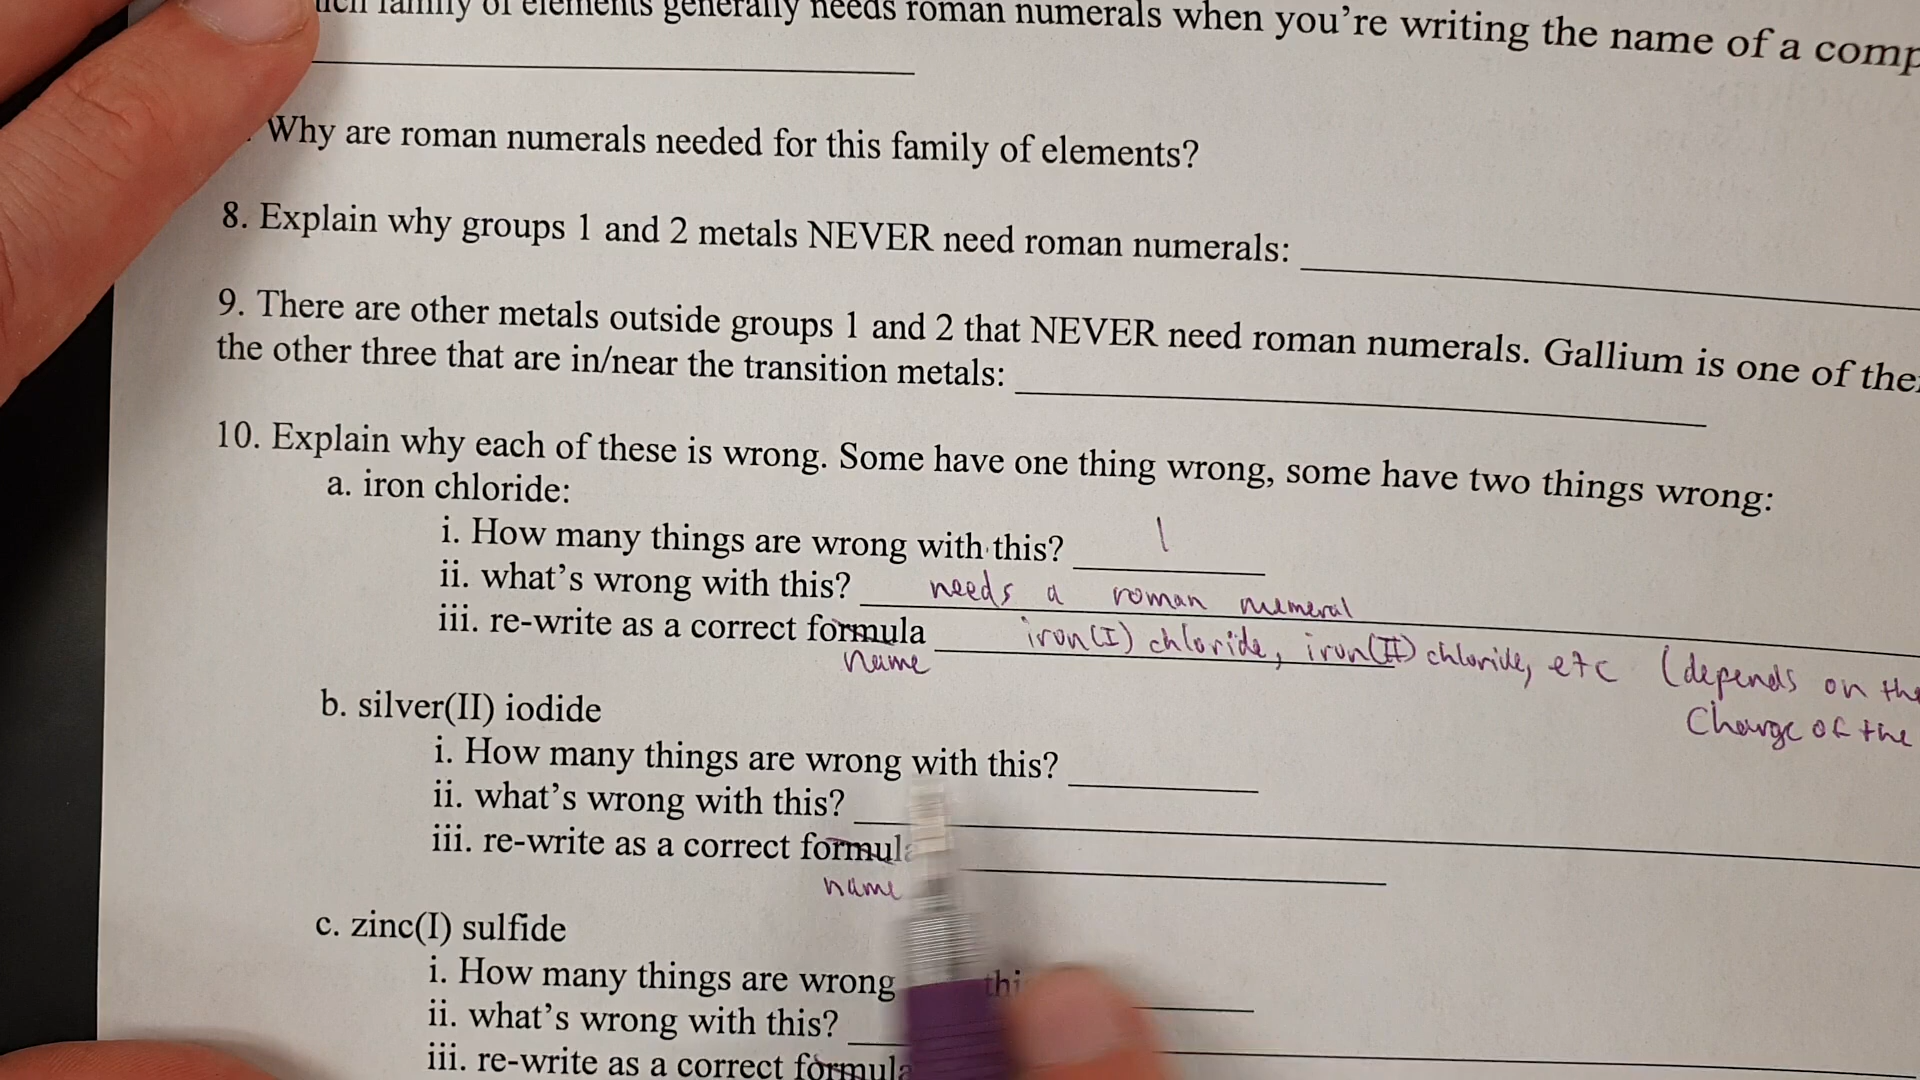 family of elements generally needs roman numerals when you're writing the name of a comp
Why are roman numerals needed for this family of elements?
8. Explain why groups 1 and 2 metals NEVER need roman numerals:
9. There are other metals outside groups 1 and 2 that NEVER need roman numerals. Gallium is one of the
the other three that are in/near the transition metals:
10. Explain why each of these is wrong. Some have one thing wrong, some have two things wrong:
a. iron chloride:
i. How many things are wrong with this? 1
ii. what's wrong with this? needs a roman numeral
iii. re-write as a correct formula iron(I) chloride, iron(II) chloride, etc (depends on the
name
charge of the
b. silver(II) iodide
i. How many things are wrong with this?
ii. what's wrong with this?
iii. re-write as a correct formula
name
c. zinc(I) sulfide
i. How many things are wrong thi
ii. what's wrong with this?
iii. re-write as a correct formula